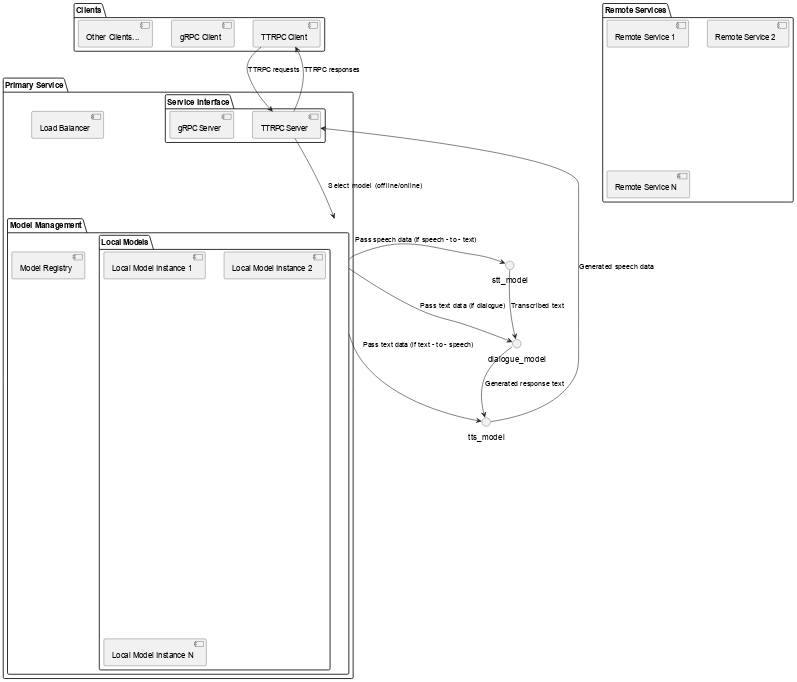 Clients
Other Clients...
gRPC Client
TTRPC Client
Remote Services
Remote Service 1
Remote Service 2
TTRPC requests
TTRPC responses
Primary Service
Service Interface
Load Balancer
gRPC Server
TTRPC Server
Remote Service N
Select model (offline/online)
Model Management
Local Models
Pass speech data (if speech - to - text)
Model Registry
Local Model Instance 1
Local Model Instance 2
Generated speech data
stt_model
Pass text data (if dialogue)
Transcribed text
Pass text data (if text - to - speech)
dialogue_model
Generated response text
tts_model
Local Model Instance N